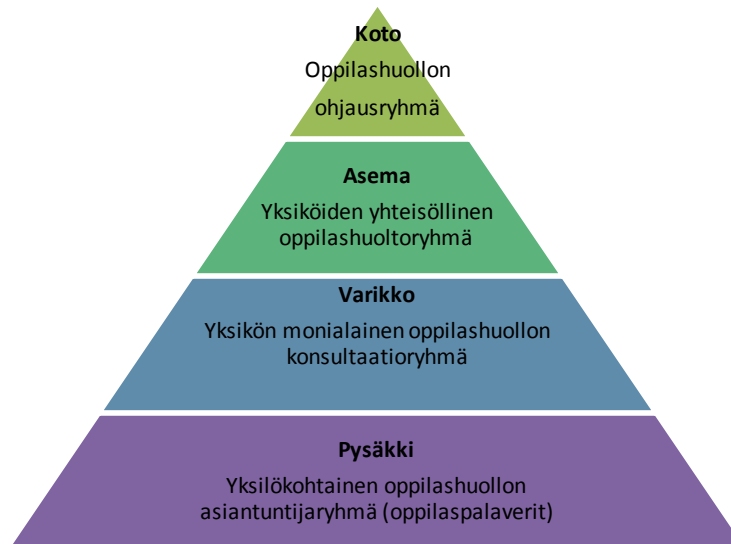 Koto
Oppilashuollon
ohjausryhmä
Asema
Yksiköiden yhteisöllinen
oppilashuoltoryhmä
Varikko
Yksikön monialainen oppilashuollon
konsultaatioryhmä
Pysäkki
Yksilökohtainen oppilashuollon
asiantuntijaryhmä (oppilaspalaverit)